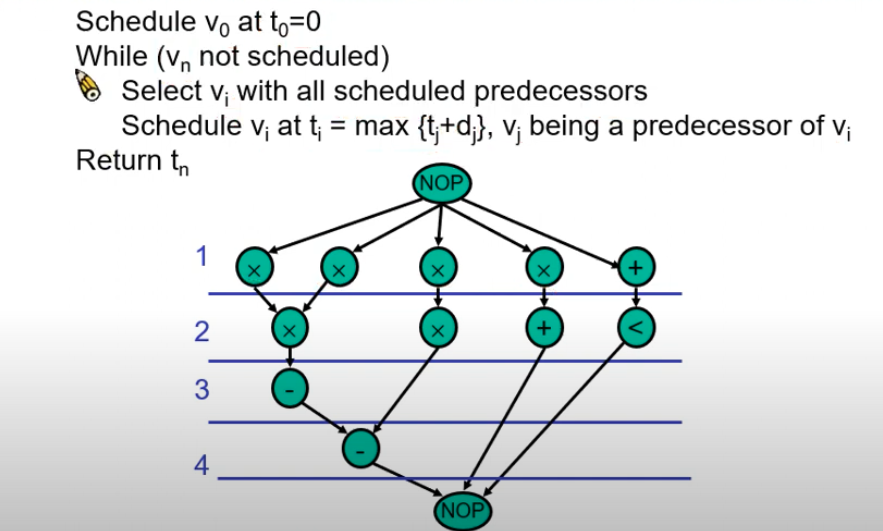 Schedule v₀ at t₀=0
While (vₙ not scheduled)
Select vᵢ with all scheduled predecessors
Schedule vᵢ at tᵢ = max {tⱼ+dⱼ}, vⱼ being a predecessor of vᵢ
Return tₙ
NOP
1
× × × × +
2
× × + <
3
-
-
4
NOP